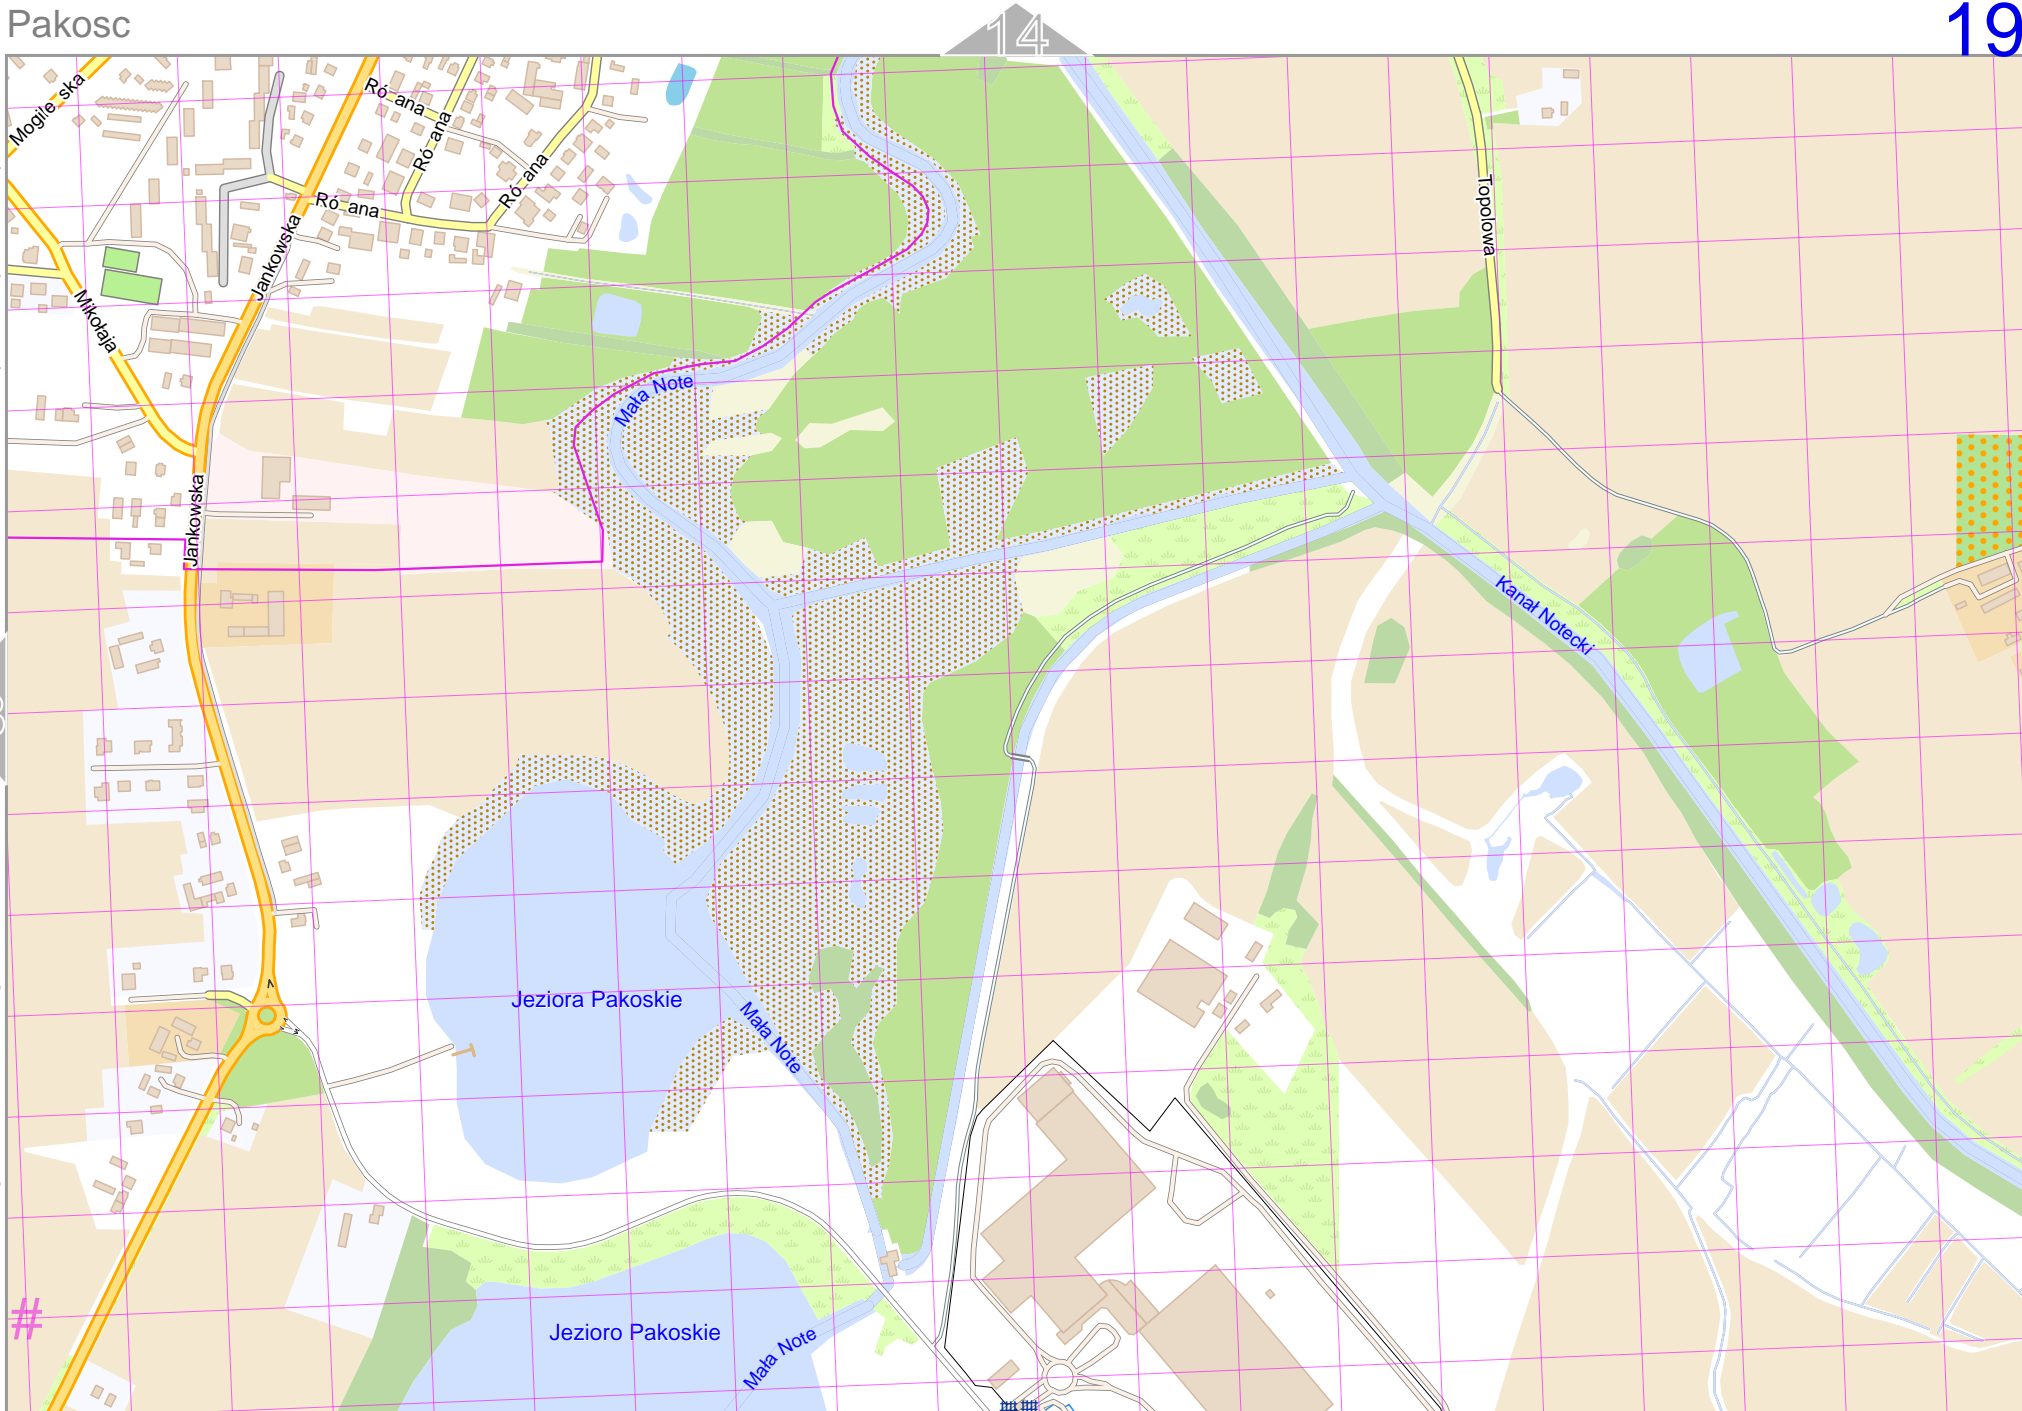 Pakosc
14
19
Mogile ska
Ró ana
Ró ana
Ró ana
Ró ana
Jankowska
Topolowa
Mikołaja
Mała Note
Jankowska
Kanał Notecki
Jeziora Pakoskie
Mała Note
#
Jezioro Pakoskie
Mała Note